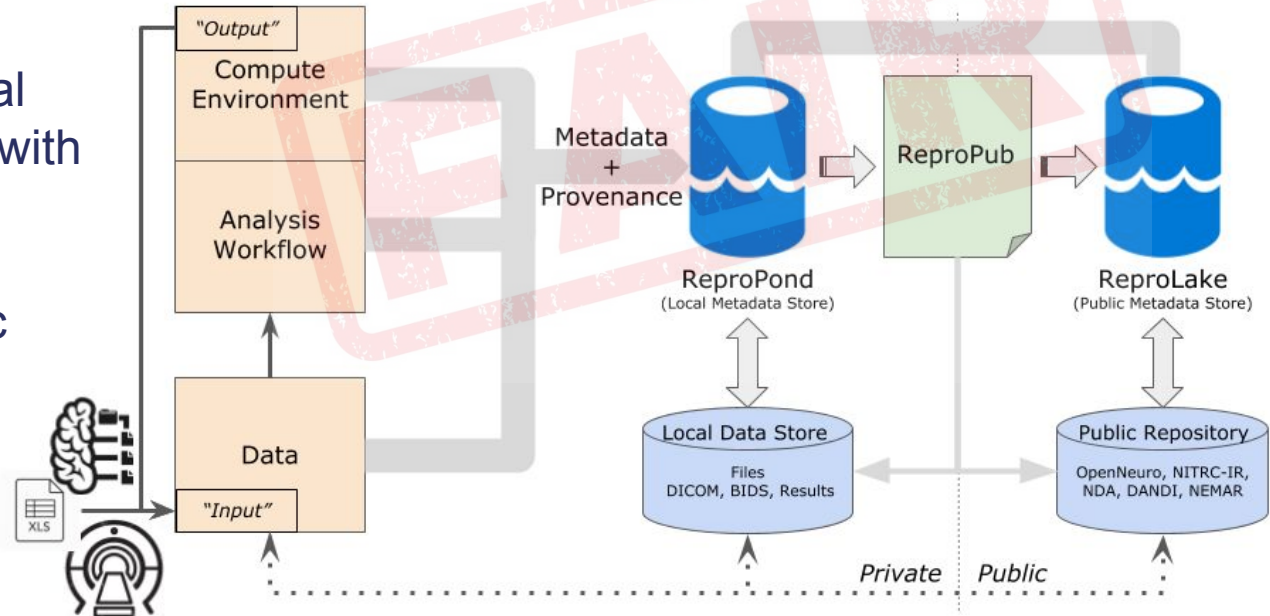 al
with
c
"Output"
Compute
Environment
Analysis
Workflow
Data
"Input"
XLS
Metadata
+
Provenance
FAIR
ReproPond
(Local Metadata Store)
ReproPub
ReproLake
(Public Metadata Store)
Local Data Store
Files
DICOM, BIDS, Results
Public Repository
OpenNeuro, NITRC-IR,
NDA, DANDI, NEMAR
Private Public